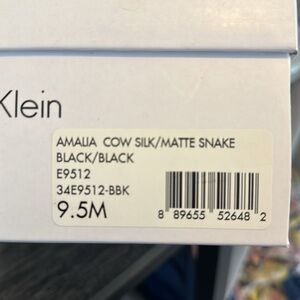 Klein
AMALIA COW SILK/MATTE SNAKE
BLACK/BLACK
E9512
34E9512-BBK
9.5M
8 89655 52648 2